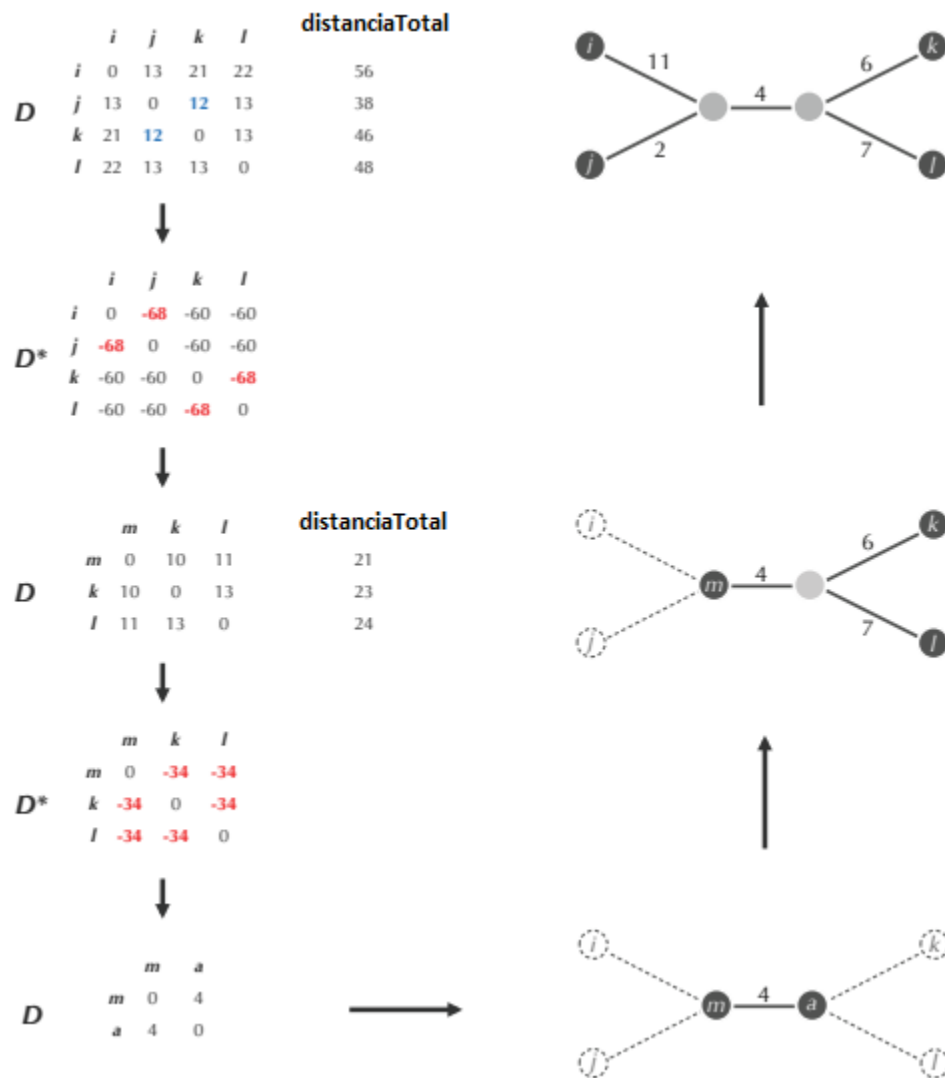 distanciaTotal
i j k l
i 0 13 21 22 56
D
j 13 0 12 13 38
k 21 12 0 13 46
l 22 13 13 0 48
i j k l
i 0 -68 -60 -60
D*
j -68 0 -60 -60
k -60 -60 0 -68
l -60 -60 -68 0
distanciaTotal
m k l
m 0 10 11 21
D
k 10 0 13 23
l 11 13 0 24
m k l
m 0 -34 -34
D*
k -34 0 -34
l -34 -34 0
m a
D
m 0 4
a 4 0
i k
11 6
4
2 7
j l
i k
6
m 4
7
j l
i k
m 4 a
j l